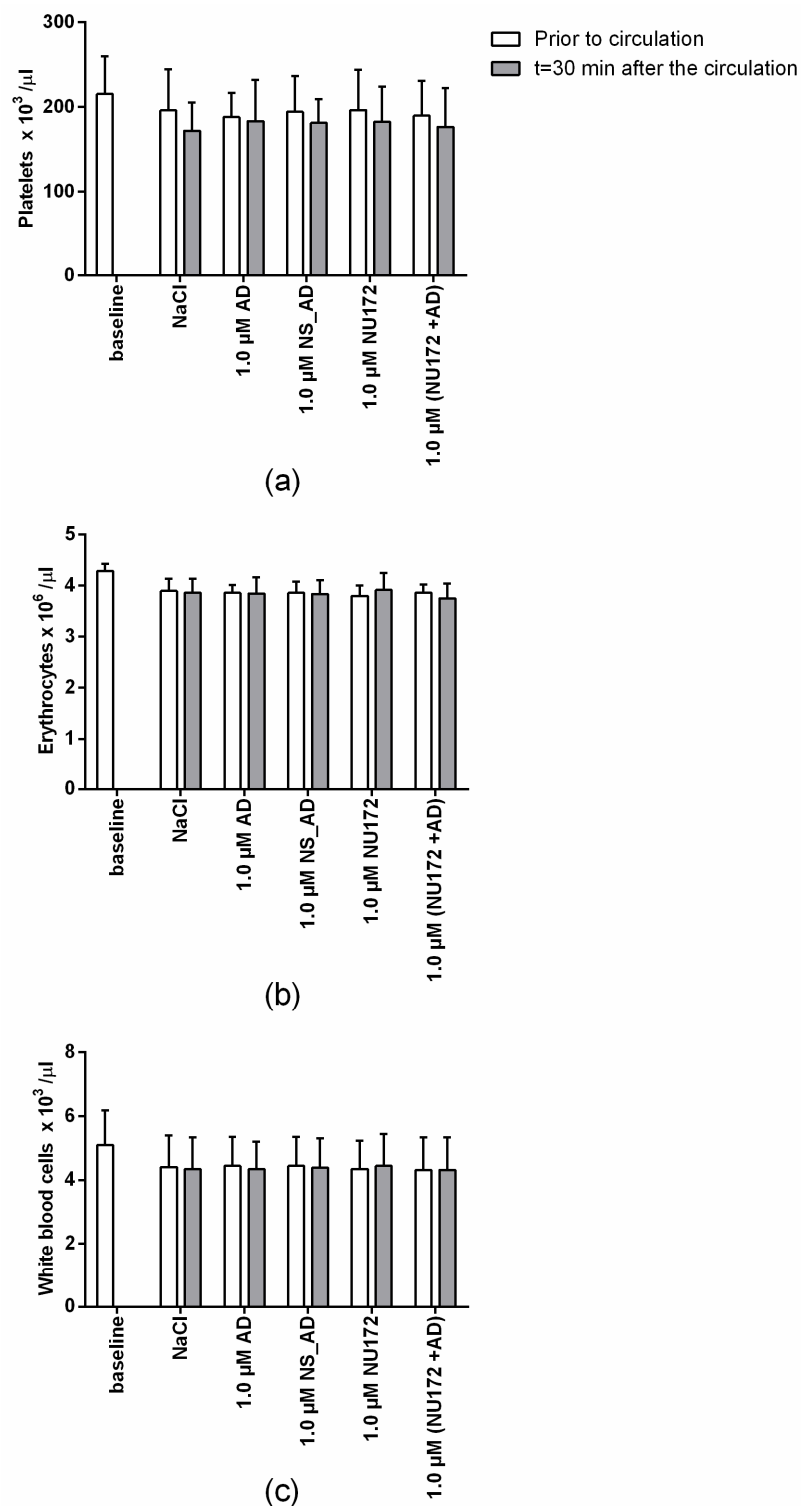 Prior to circulation
t=30 min after the circulation
Platelets x 10³ /µl
300
200
100
0
baseline
NaCl
1.0 µM AD
1.0 µM NS_AD
1.0 µM NU172
1.0 µM (NU172 +AD)
(a)
Erythrocytes x 10⁶ /µl
5
4
3
2
1
0
baseline
NaCl
1.0 µM AD
1.0 µM NS_AD
1.0 µM NU172
1.0 µM (NU172 +AD)
(b)
White blood cells x 10³ /µl
8
6
4
2
0
baseline
NaCl
1.0 µM AD
1.0 µM NS_AD
1.0 µM NU172
1.0 µM (NU172 +AD)
(c)